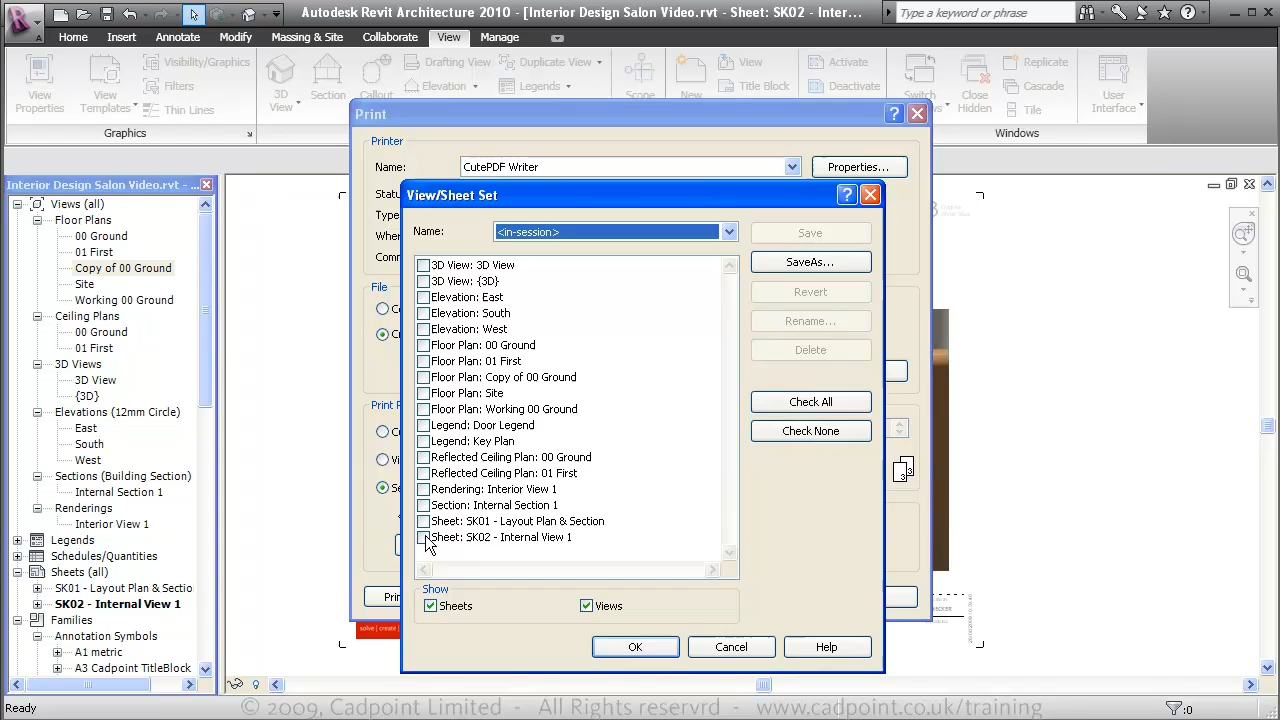 Autodesk Revit Architecture 2010 - [Interior Design Salon Video.rvt - Sheet: SK02 - Inter...
Type a keyword or phrase
Home Insert Annotate Modify Massing & Site Collaborate View Manage
View Properties
View Templates
Visibility/Graphics
Filters
Thin Lines
3D View
Section
Callout
Drafting View
Elevation
Duplicate View
Legends
Scope
New
View
Title Block
Activate
Deactivate
Switch
Close Hidden
Replicate
Cascade
Tile
User Interface
Graphics
Windows
Print
Printer
Name:
CutePDF Writer
Properties...
Statu
Type
Wher
Comm
File
Print R
Prin
Interior Design Salon Video.rvt - ...
Views (all)
Floor Plans
00 Ground
01 First
Copy of 00 Ground
Site
Working 00 Ground
Ceiling Plans
00 Ground
01 First
3D Views
3D View
{3D}
Elevations (12mm Circle)
East
South
West
Sections (Building Section)
Internal Section 1
Renderings
Interior View 1
Legends
Schedules/Quantities
Sheets (all)
SK01 - Layout Plan & Sectio
SK02 - Internal View 1
Families
Annotation Symbols
A1 metric
A3 Cadpoint TitleBlock
View/Sheet Set
Name:
<in-session>
3D View: 3D View
3D View: {3D}
Elevation: East
Elevation: South
Elevation: West
Floor Plan: 00 Ground
Floor Plan: 01 First
Floor Plan: Copy of 00 Ground
Floor Plan: Site
Floor Plan: Working 00 Ground
Legend: Door Legend
Legend: Key Plan
Reflected Ceiling Plan: 00 Ground
Reflected Ceiling Plan: 01 First
Rendering: Interior View 1
Section: Internal Section 1
Sheet: SK01 - Layout Plan & Section
Sheet: SK02 - Internal View 1
Show
Sheets
Views
Save
SaveAs...
Revert
Rename...
Delete
Check All
Check None
OK
Cancel
Help
solve | create |
Ready
© 2009, Cadpoint Limited - All Rights reservrd - www.cadpoint.co.uk/training
:0